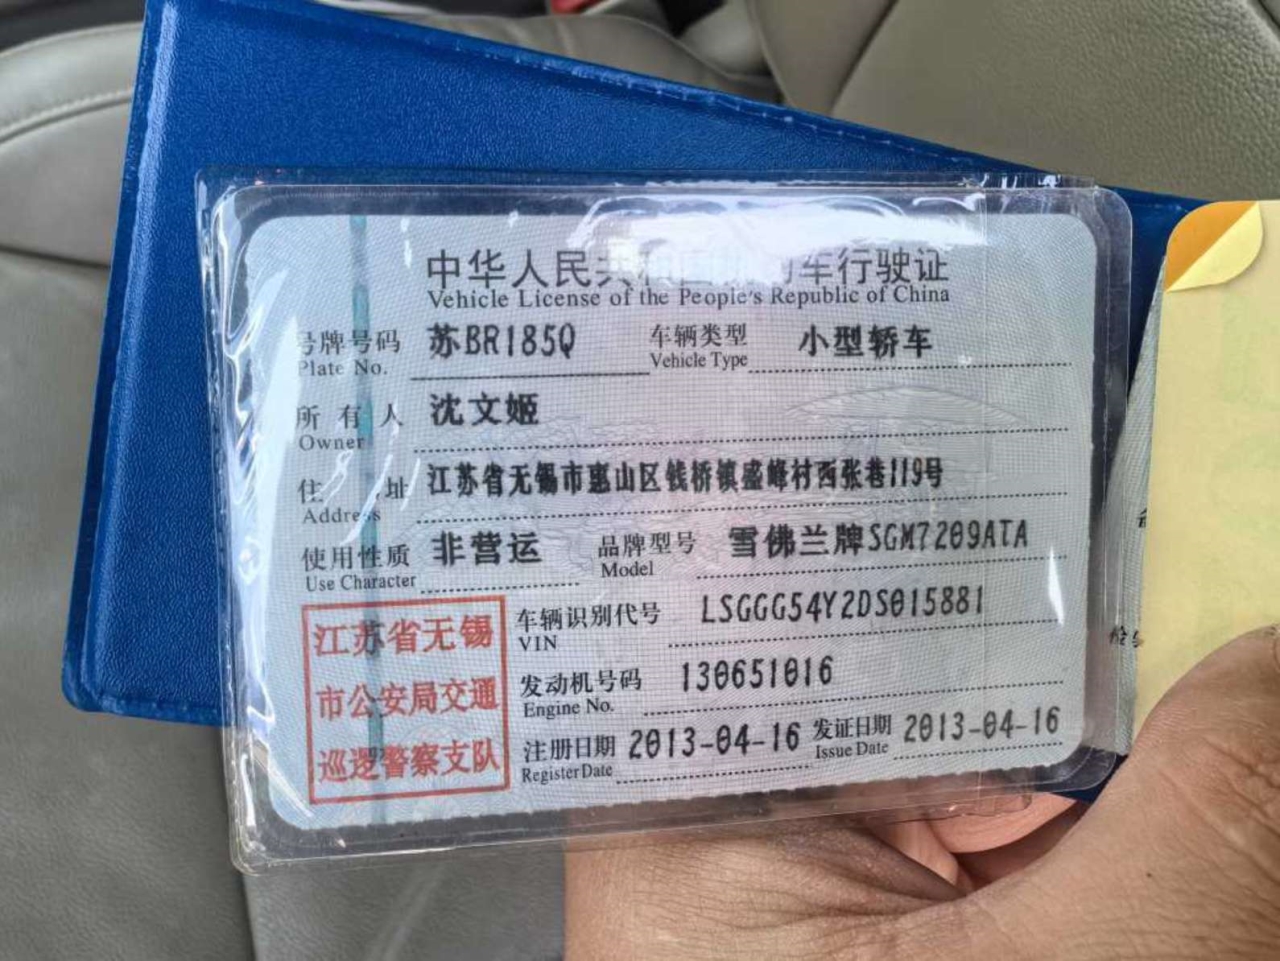 中华人民共和国机动车行驶证
Vehicle License of the People's Republic of China
号牌号码 苏BR185Q 车辆类型 小型轿车
Plate No. Vehicle Type
所有人 沈文姬
Owner
住址 江苏省无锡市惠山区钱桥镇盛峰村西张巷119号
Address
使用性质 非营运 品牌型号 雪佛兰牌SGM7209ATA
Use Character Model
车辆识别代号 LSGGG54Y2DS015881
VIN
发动机号码 130651016
Engine No.
注册日期 2013-04-16 发证日期 2013-04-16
Register Date Issue Date
江苏省无锡
市公安局交通
巡逻警察支队